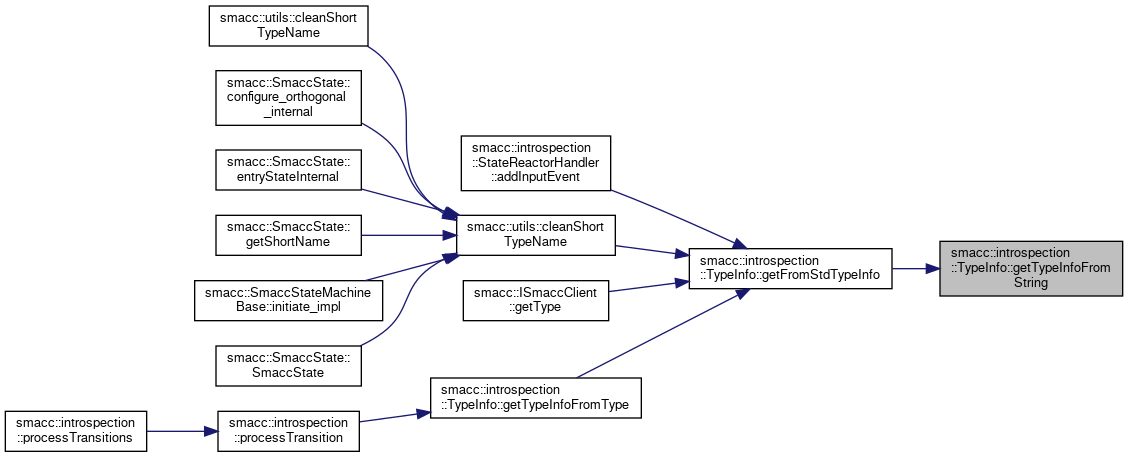 smacc::utils::cleanShort
TypeName
smacc::SmaccState::
configure_orthogonal
_internal
smacc::SmaccState::
entryStateInternal
smacc::SmaccState::
getShortName
smacc::SmaccStateMachine
Base::initiate_impl
smacc::SmaccState::
SmaccState
smacc::introspection
::processTransitions
smacc::introspection
::processTransition
smacc::introspection
::StateReactorHandler
::addInputEvent
smacc::utils::cleanShort
TypeName
smacc::ISmaccClient
::getType
smacc::introspection
::TypeInfo::getTypeInfoFromType
smacc::introspection
::TypeInfo::getFromStdTypeInfo
smacc::introspection
::TypeInfo::getTypeInfoFrom
String